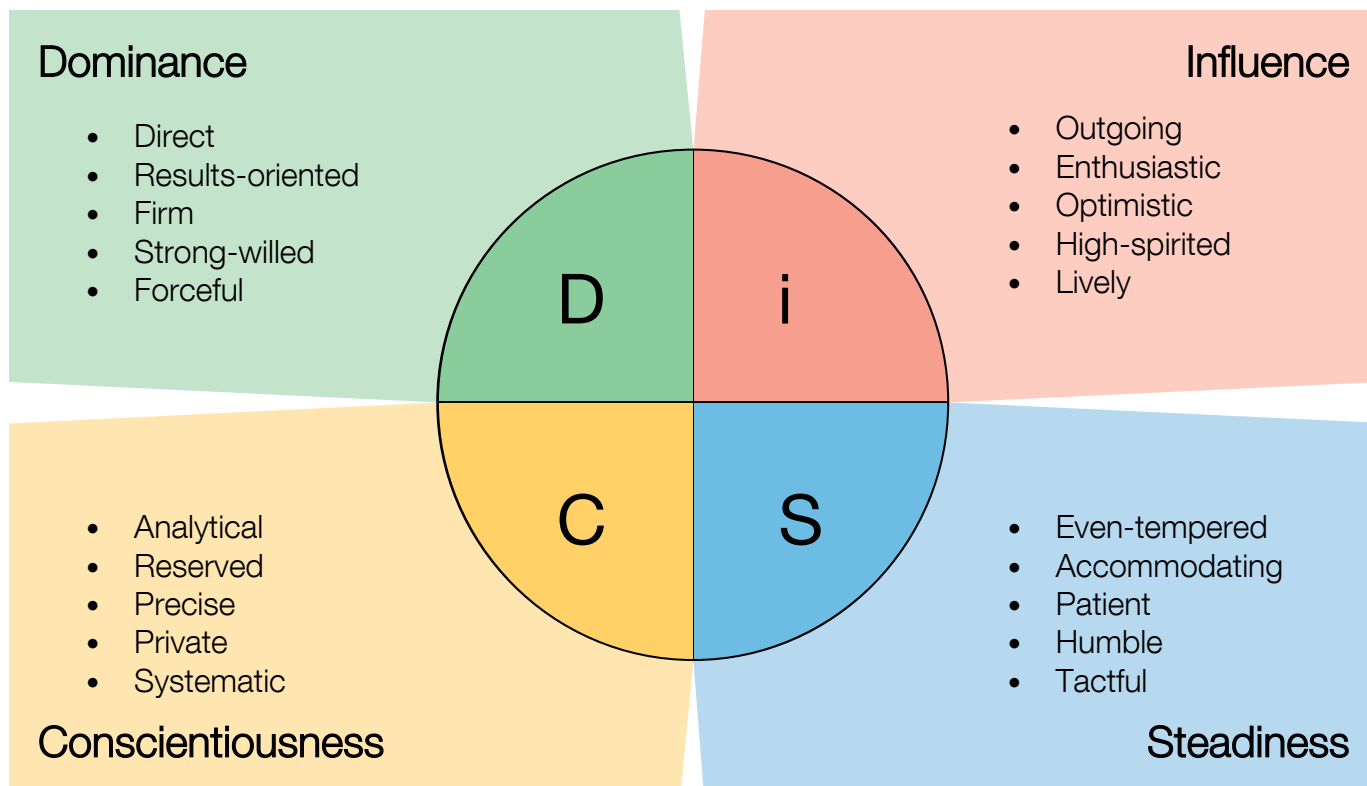 Dominance
• Direct
• Results-oriented
• Firm
• Strong-willed
• Forceful
Influence
• Outgoing
• Enthusiastic
• Optimistic
• High-spirited
• Lively
D
i
C
S
• Analytical
• Reserved
• Precise
• Private
• Systematic
Conscientiousness
• Even-tempered
• Accommodating
• Patient
• Humble
• Tactful
Steadiness